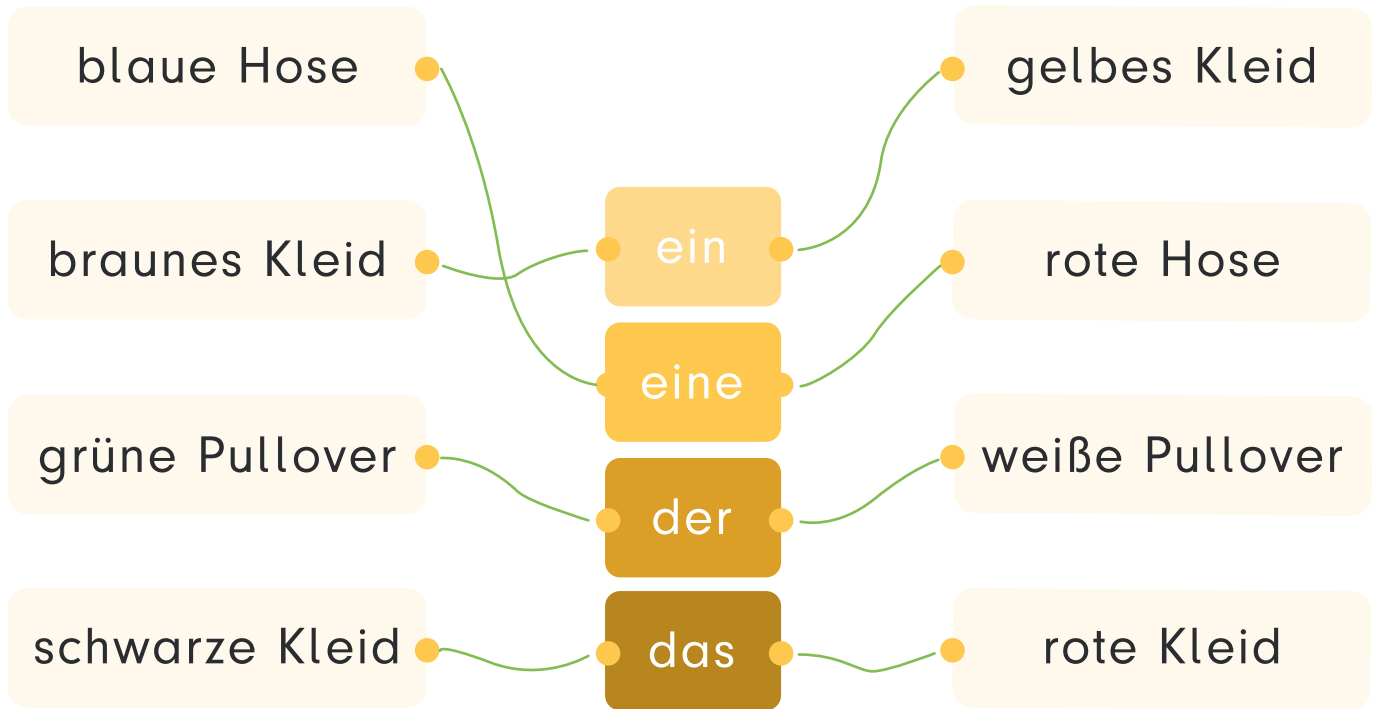 blaue Hose
braunes Kleid
grüne Pullover
schwarze Kleid
ein
eine
der
das
gelbes Kleid
rote Hose
weiße Pullover
rote Kleid